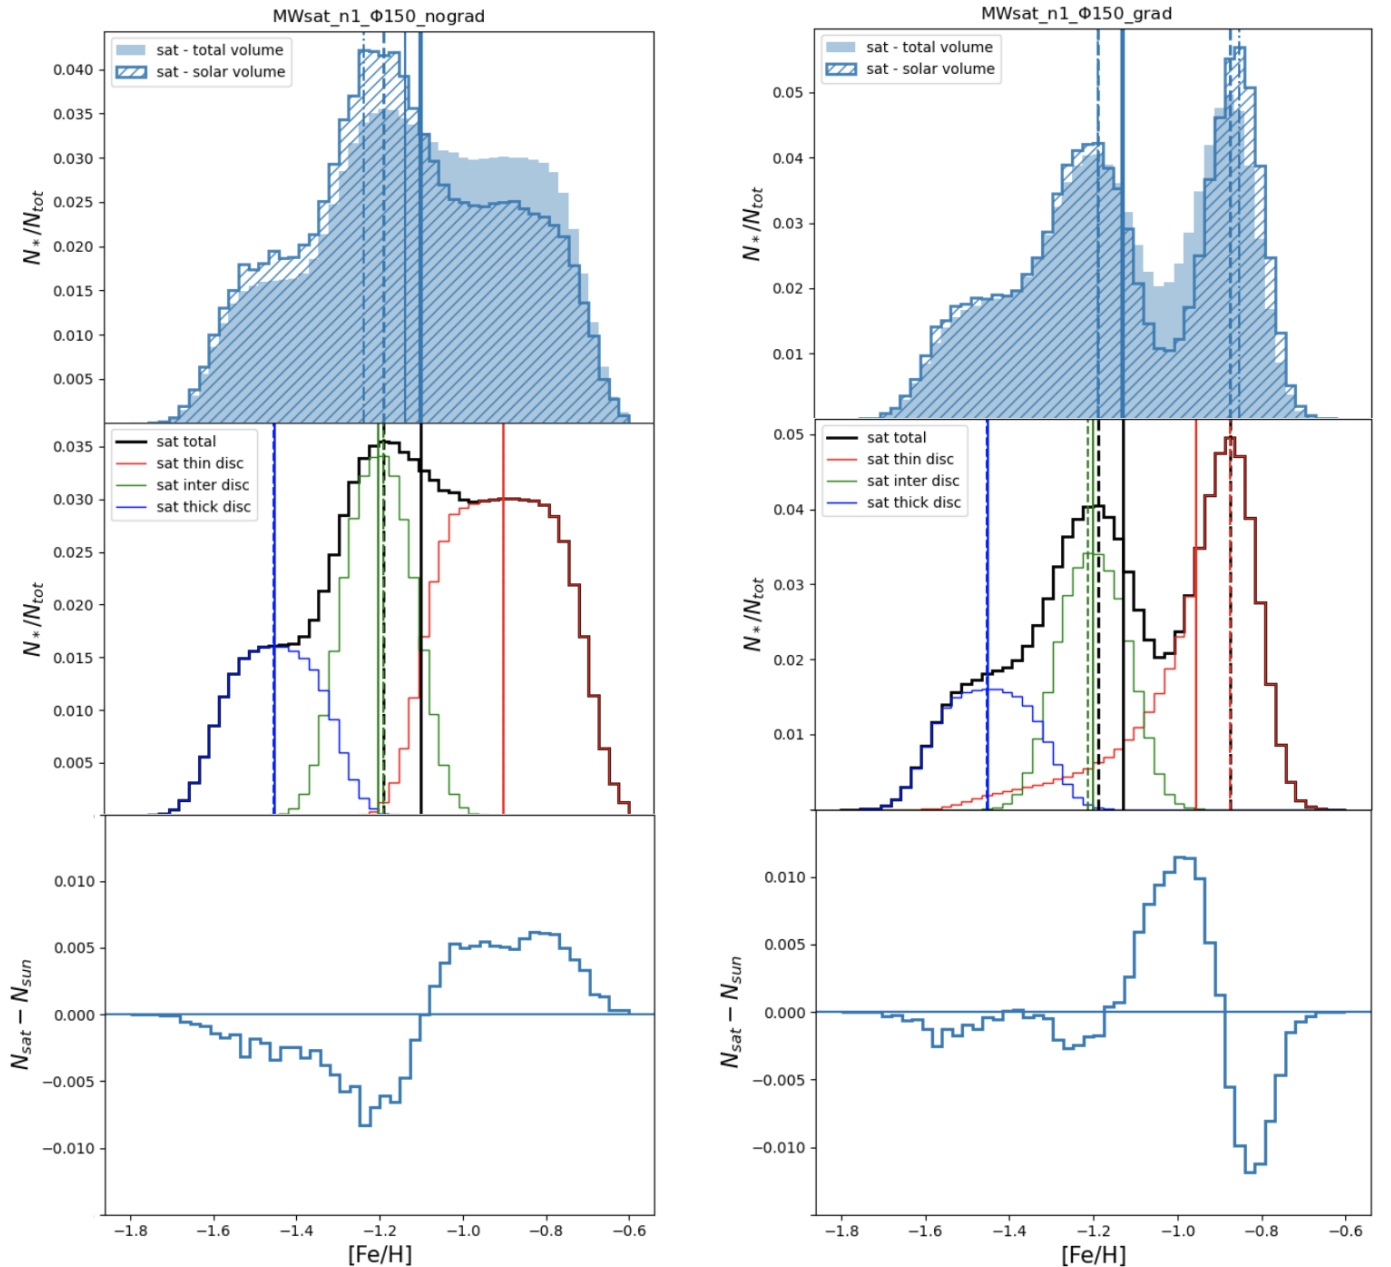 MWsat_n1_Φ150_nograd
sat - total volume
sat - solar volume
0.040
0.035
0.030
0.025
0.020
0.015
0.010
0.005
N*/Ntot
sat total
sat thin disc
sat inter disc
sat thick disc
0.035
0.030
0.025
0.020
0.015
0.010
0.005
N*/Ntot
0.010
0.005
0.000
−0.005
−0.010
Nsat − Nsun
−1.8 −1.6 −1.4 −1.2 −1.0 −0.8 −0.6
[Fe/H]
MWsat_n1_Φ150_grad
sat - total volume
sat - solar volume
0.05
0.04
0.03
0.02
0.01
N*/Ntot
sat total
sat thin disc
sat inter disc
sat thick disc
0.05
0.04
0.03
0.02
0.01
N*/Ntot
0.010
0.005
0.000
−0.005
−0.010
Nsat − Nsun
−1.8 −1.6 −1.4 −1.2 −1.0 −0.8 −0.6
[Fe/H]